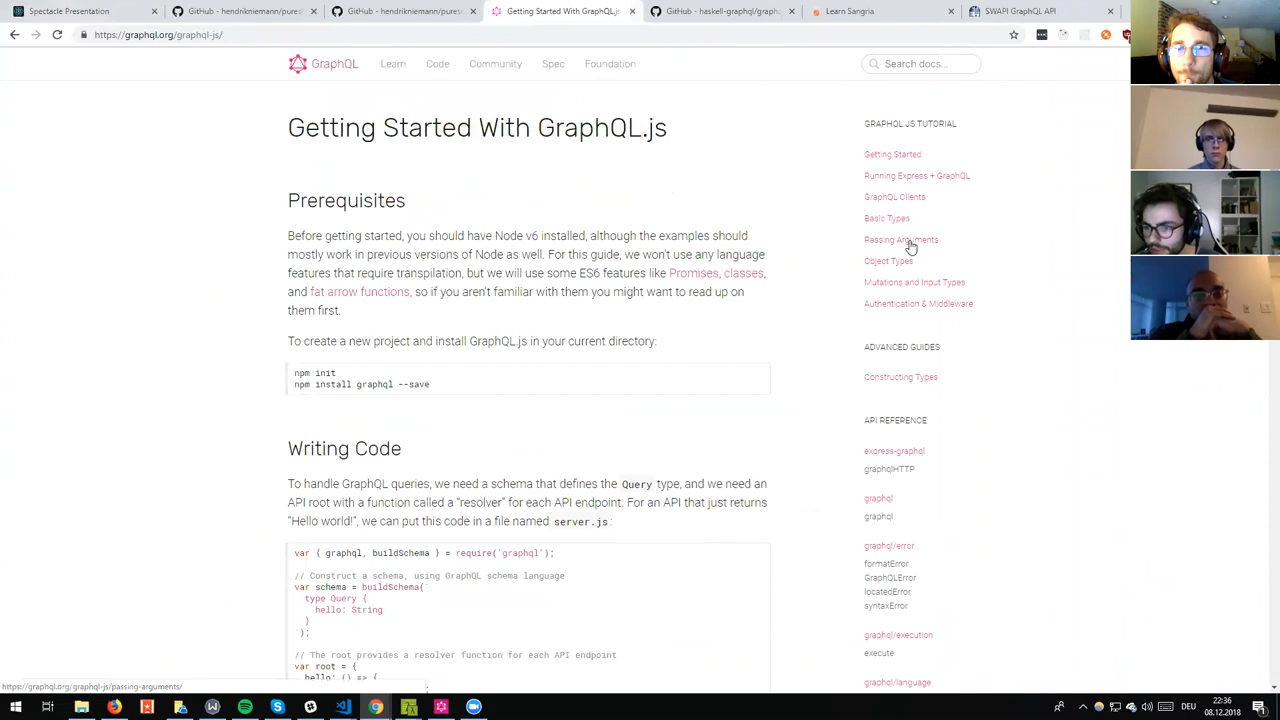 Spectacle Presentation
GitHub - hendrikniemann/purest
GitHub - hendrikniemann/purest
Getting Started With GraphQL.js
GitHub - haskell-graphql/graph
Learn Sangria
SWAPI GraphQL API
https://graphql.org/graphql-js/
GraphQL
Learn
Code
Community
Spec
Foundation
Search docs...
Getting Started With GraphQL.js
Prerequisites
Before getting started, you should have Node v6 installed, although the examples should
mostly work in previous versions of Node as well. For this guide, we won't use any language
features that require transpilation, but we will use some ES6 features like Promises, classes,
and fat arrow functions, so if you aren't familiar with them you might want to read up on
them first.
To create a new project and install GraphQL.js in your current directory:
npm init
npm install graphql --save
Writing Code
To handle GraphQL queries, we need a schema that defines the Query type, and we need an
API root with a function called a “resolver” for each API endpoint. For an API that just returns
“Hello world!”, we can put this code in a file named server.js:
var { graphql, buildSchema } = require('graphql');
// Construct a schema, using GraphQL schema language
var schema = buildSchema(`
type Query {
hello: String
}
`);
// The root provides a resolver function for each API endpoint
var root = {
hello: () => {
GRAPHQL.JS TUTORIAL
Getting Started
Running Express + GraphQL
GraphQL Clients
Basic Types
Passing Arguments
Object Types
Mutations and Input Types
Authentication & Middleware
ADVANCED GUIDES
Constructing Types
API REFERENCE
express-graphql
graphqlHTTP
graphql
graphql
graphql/error
formatError
GraphQLError
locatedError
syntaxError
graphql/execution
execute
graphql/language
https://graphql.org/graphql-js/passing-arguments/
DEU
22:36
08.12.2018